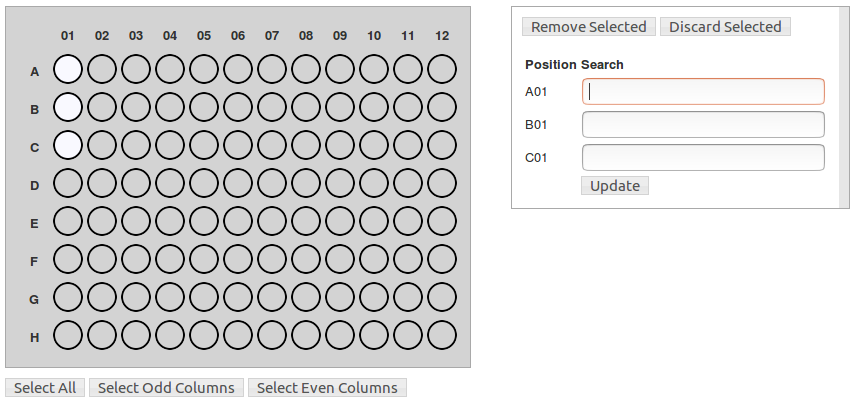 01 02 03 04 05 06 07 08 09 10 11 12
A
B
C
D
E
F
G
H
Select All Select Odd Columns Select Even Columns
Remove Selected Discard Selected
Position Search
A01
B01
C01
Update